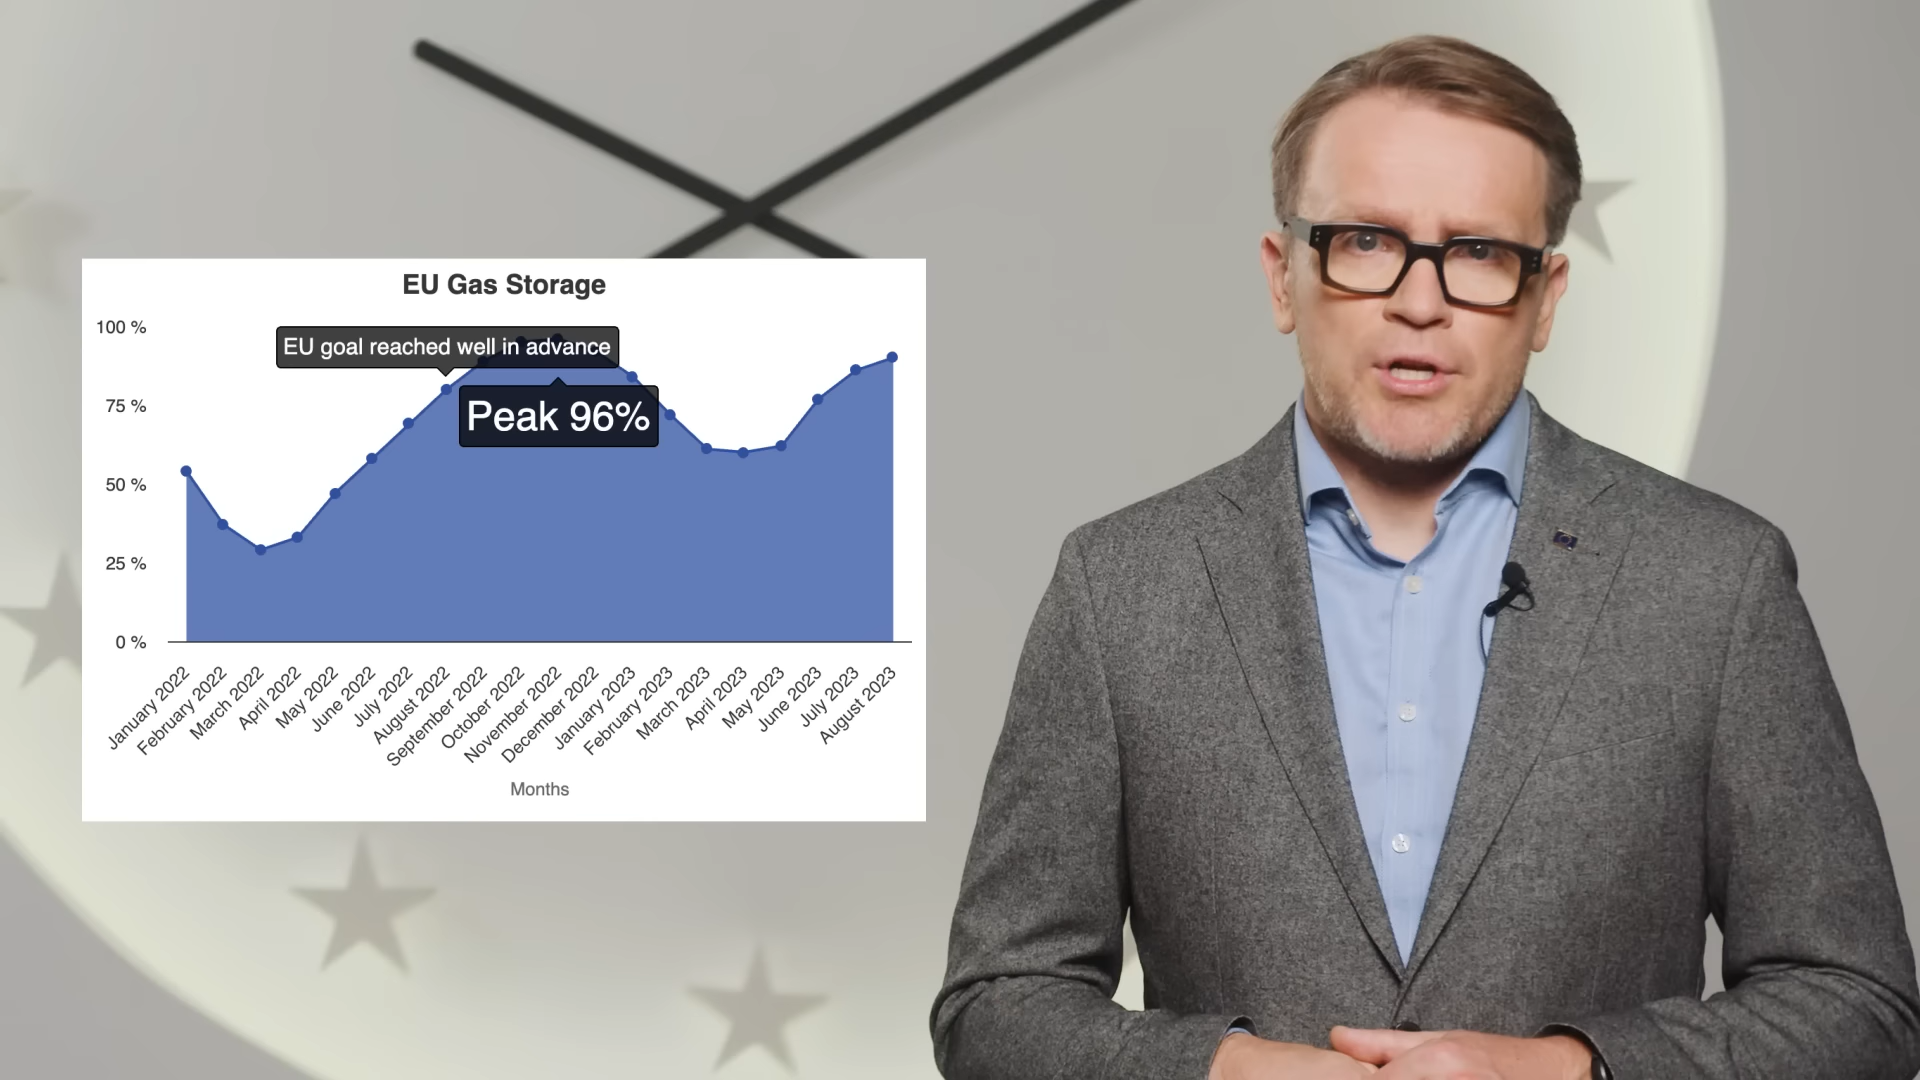 EU Gas Storage
100 %
75 %
50 %
25 %
0 %
EU goal reached well in advance
Peak 96%
January 2022
February 2022
March 2022
April 2022
May 2022
June 2022
July 2022
August 2022
September 2022
October 2022
November 2022
December 2022
January 2023
February 2023
March 2023
April 2023
May 2023
June 2023
July 2023
August 2023
Months